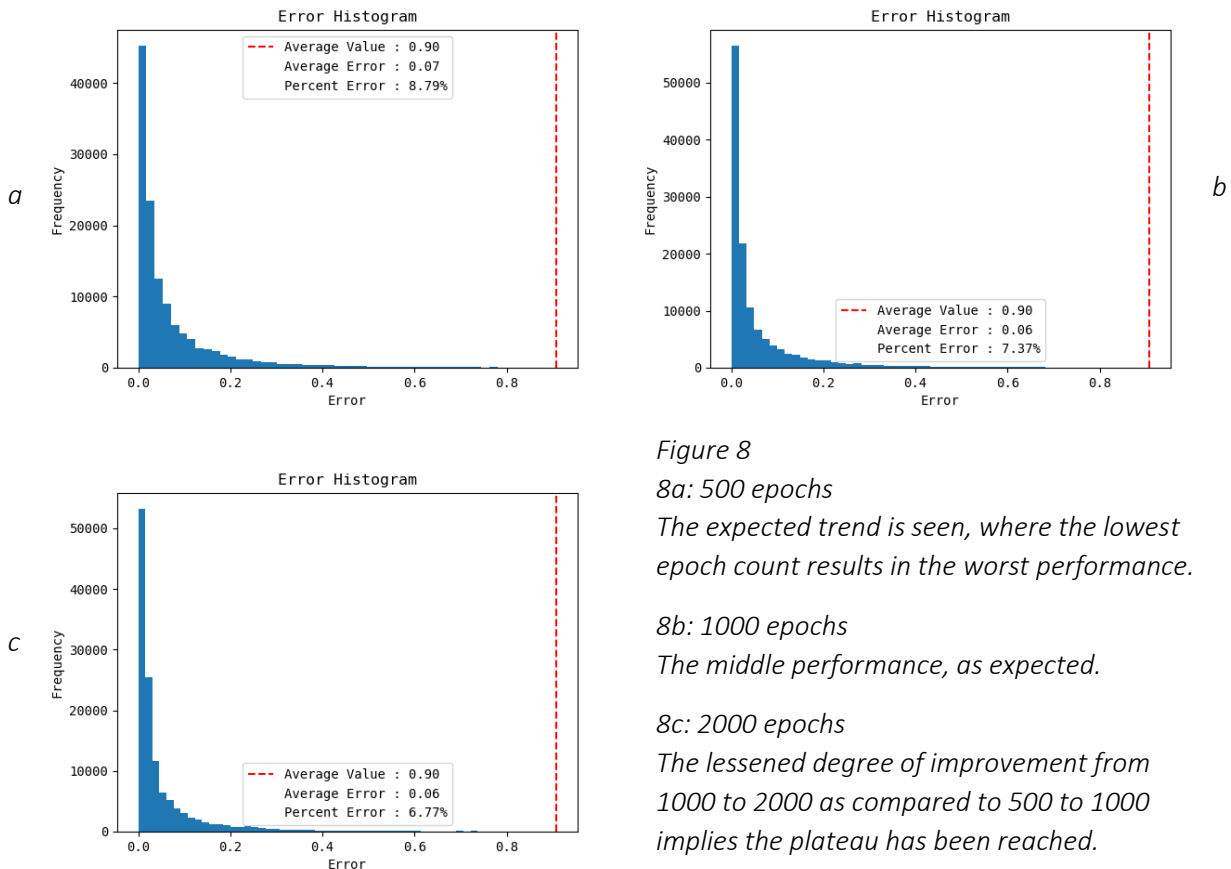 Error Histogram
Average Value : 0.90
Average Error : 0.07
Percent Error : 8.79%
Frequency
40000
30000
20000
10000
0
0.0 0.2 0.4 0.6 0.8
Error
a
Error Histogram
Frequency
50000
40000
30000
20000
10000
0
Average Value : 0.90
Average Error : 0.06
Percent Error : 7.37%
0.0 0.2 0.4 0.6 0.8
Error
b
Error Histogram
Frequency
50000
40000
30000
20000
10000
0
Average Value : 0.90
Average Error : 0.06
Percent Error : 6.77%
0.0 0.2 0.4 0.6 0.8
Error
c
Figure 8
8a: 500 epochs
The expected trend is seen, where the lowest
epoch count results in the worst performance.
8b: 1000 epochs
The middle performance, as expected.
8c: 2000 epochs
The lessened degree of improvement from
1000 to 2000 as compared to 500 to 1000
implies the plateau has been reached.